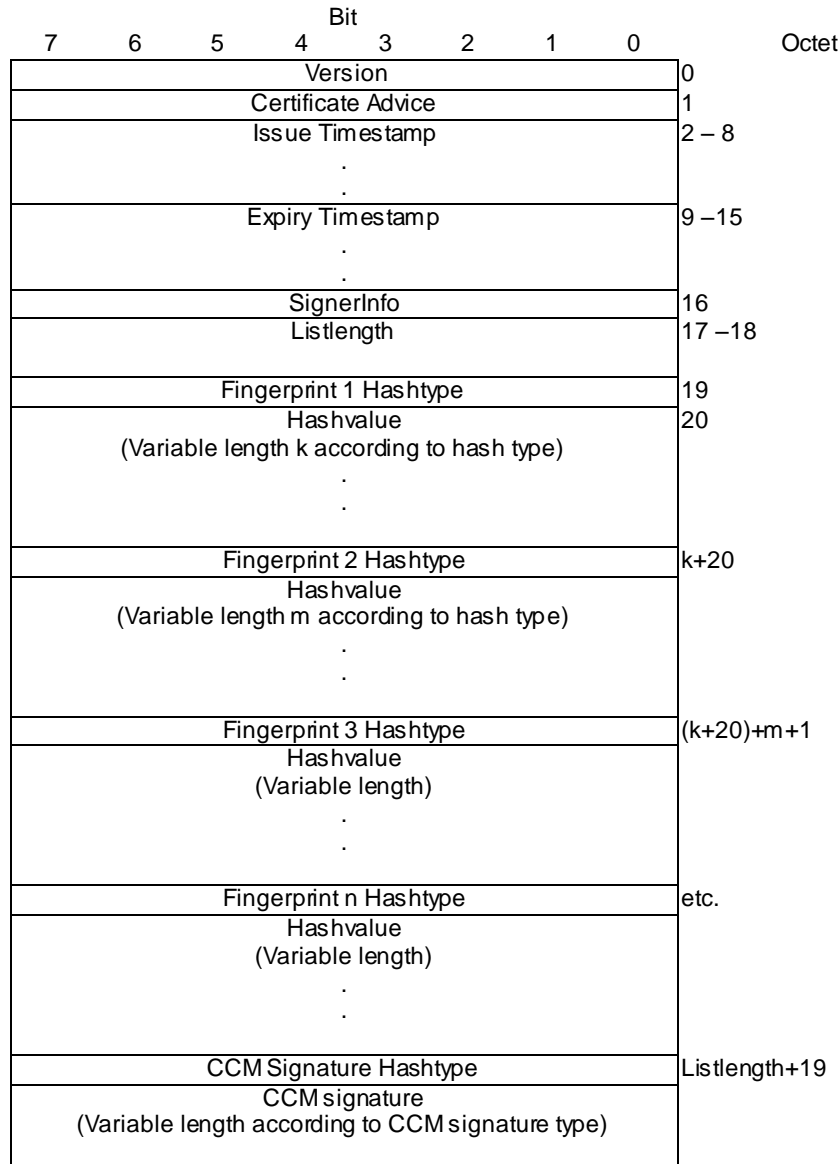 Bit
7 6 5 4 3 2 1 0 Octet
Version 0
Certificate Advice 1
Issue Timestamp 2 – 8
.
.
Expiry Timestamp 9 –15
.
.
SignerInfo 16
Listlength 17 –18
Fingerprint 1 Hashtype 19
Hashvalue 20
(Variable length k according to hash type)
.
.
Fingerprint 2 Hashtype k+20
Hashvalue
(Variable length m according to hash type)
.
.
Fingerprint 3 Hashtype (k+20)+m+1
Hashvalue
(Variable length)
.
.
Fingerprint n Hashtype etc.
Hashvalue
(Variable length)
.
.
CCM Signature Hashtype Listlength+19
CCM signature
(Variable length according to CCM signature type)